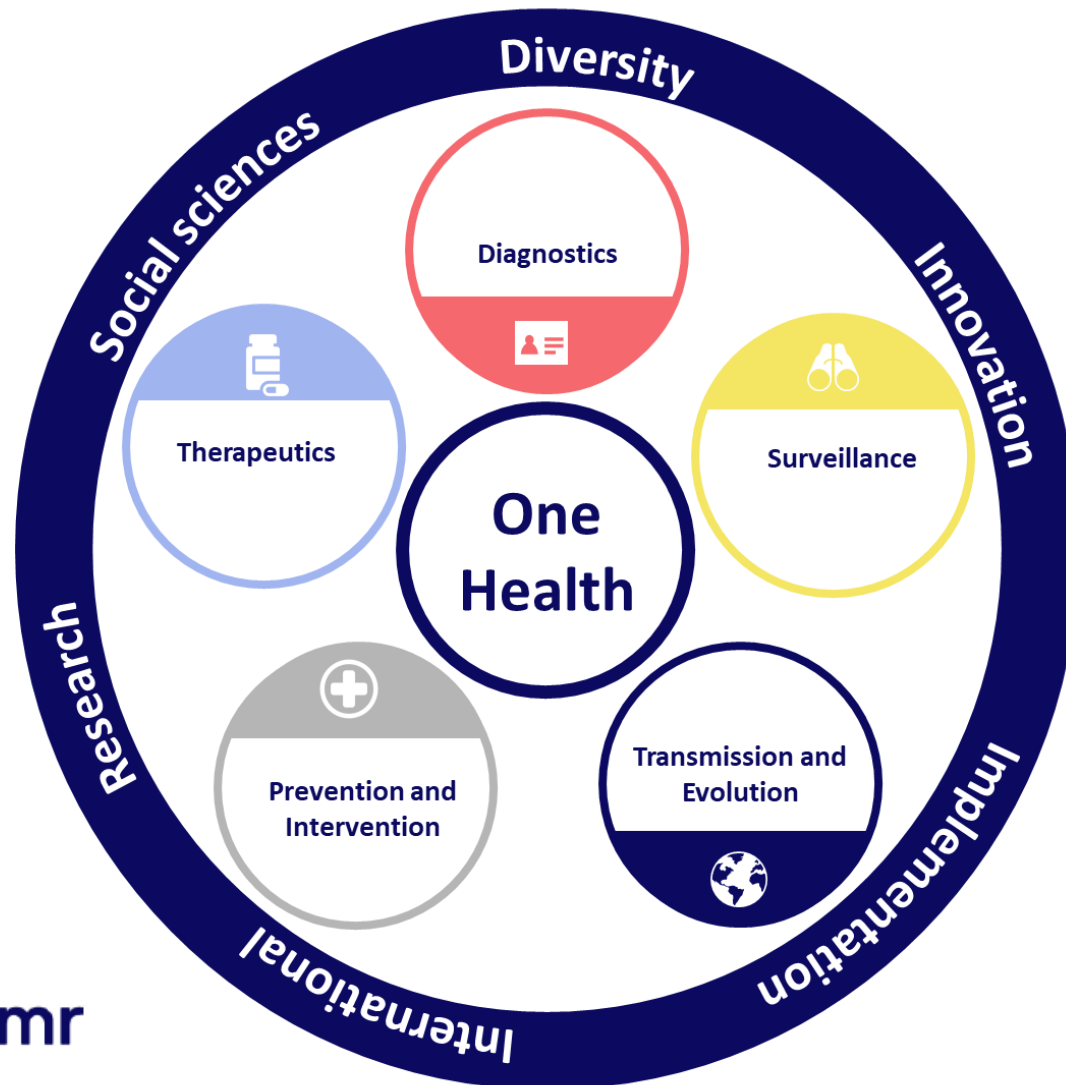 Diversity
Social sciences
Innovation
Diagnostics
Therapeutics
Surveillance
One
Health
Research
Prevention and
Intervention
Transmission and
Evolution
Implementation
International
mr